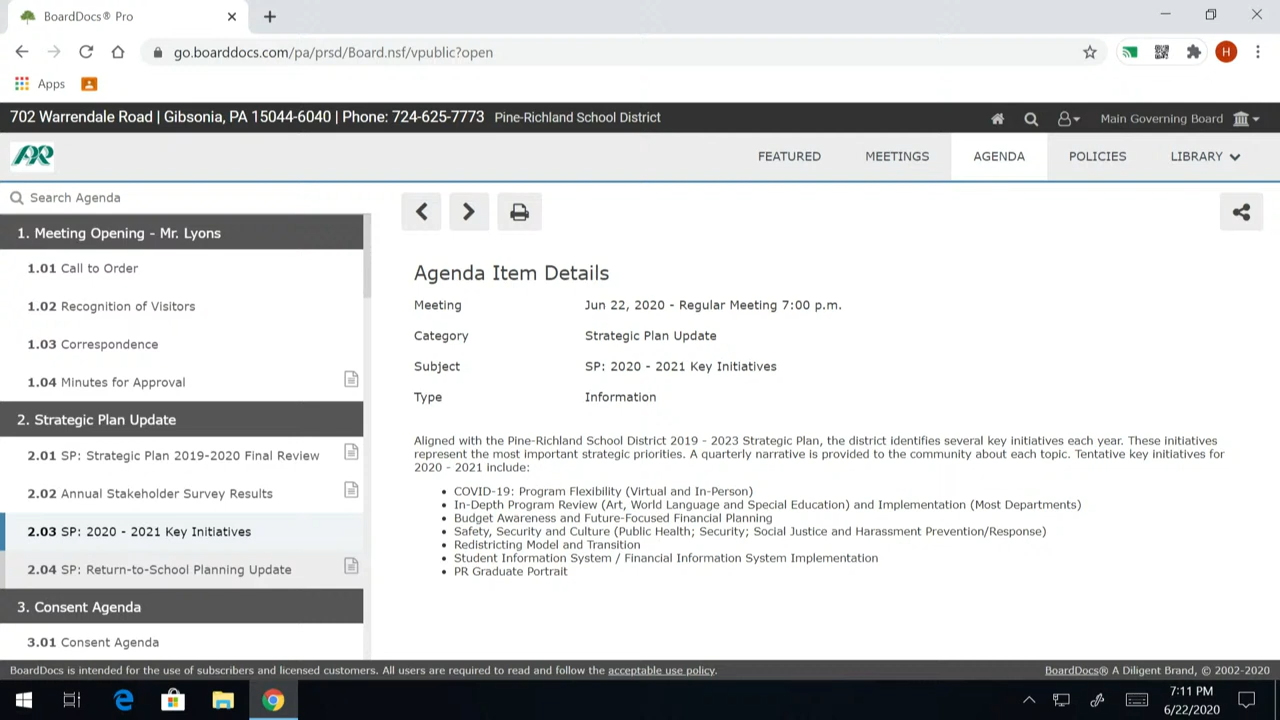 BoardDocs® Pro
go.boarddocs.com/pa/prsd/Board.nsf/vpublic?open
H
Apps
702 Warrendale Road | Gibsonia, PA 15044-6040 | Phone: 724-625-7773 Pine-Richland School District
Main Governing Board
PR
FEATURED MEETINGS AGENDA POLICIES LIBRARY
Search Agenda
1. Meeting Opening - Mr. Lyons
1.01 Call to Order
1.02 Recognition of Visitors
1.03 Correspondence
1.04 Minutes for Approval
2. Strategic Plan Update
2.01 SP: Strategic Plan 2019-2020 Final Review
2.02 Annual Stakeholder Survey Results
2.03 SP: 2020 - 2021 Key Initiatives
2.04 SP: Return-to-School Planning Update
3. Consent Agenda
3.01 Consent Agenda
Agenda Item Details
Meeting Jun 22, 2020 - Regular Meeting 7:00 p.m.
Category Strategic Plan Update
Subject SP: 2020 - 2021 Key Initiatives
Type Information
Aligned with the Pine-Richland School District 2019 - 2023 Strategic Plan, the district identifies several key initiatives each year. These initiatives
represent the most important strategic priorities. A quarterly narrative is provided to the community about each topic. Tentative key initiatives for
2020 - 2021 include:
• COVID-19: Program Flexibility (Virtual and In-Person)
• In-Depth Program Review (Art, World Language and Special Education) and Implementation (Most Departments)
• Budget Awareness and Future-Focused Financial Planning
• Safety, Security and Culture (Public Health; Security; Social Justice and Harassment Prevention/Response)
• Redistricting Model and Transition
• Student Information System / Financial Information System Implementation
• PR Graduate Portrait
BoardDocs is intended for the use of subscribers and licensed customers. All users are required to read and follow the acceptable use policy.
BoardDocs® A Diligent Brand, © 2002-2020
7:11 PM
6/22/2020